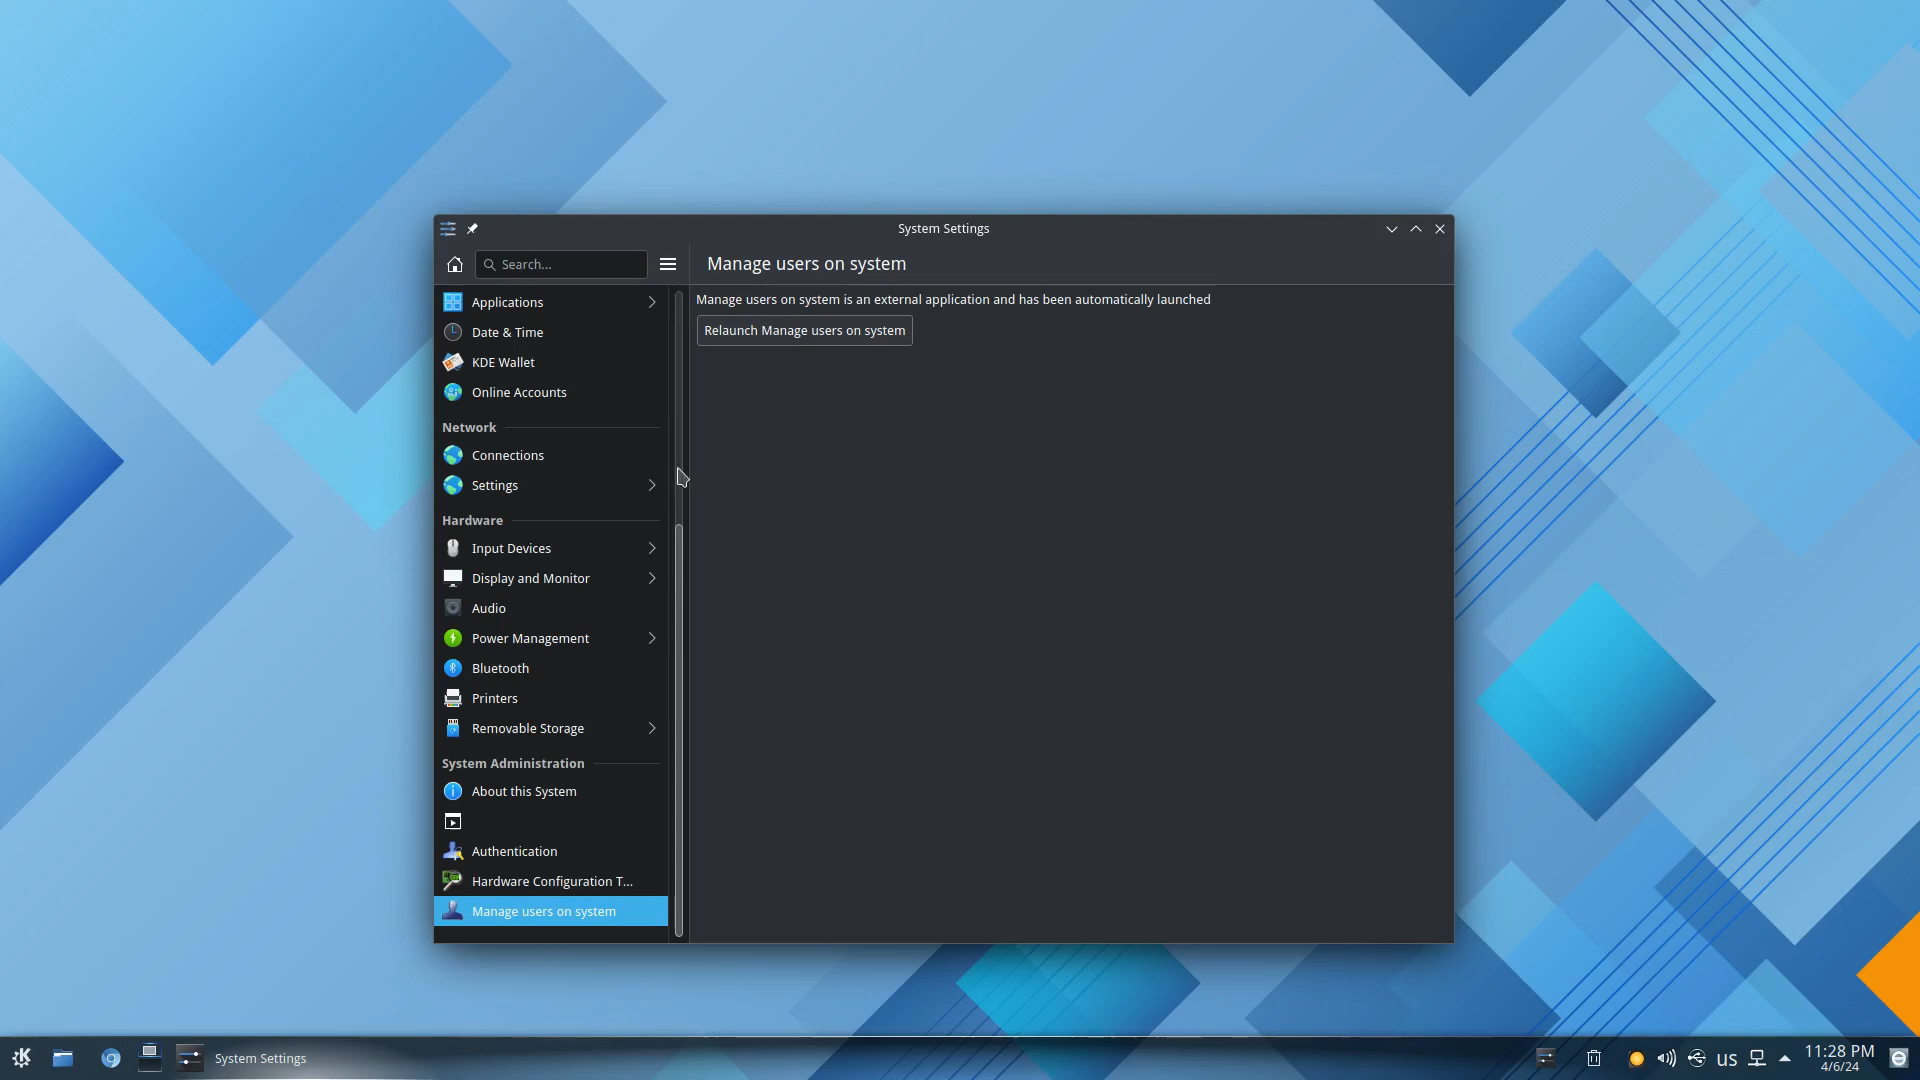 System Settings
Search...
Manage users on system
Applications
Date & Time
KDE Wallet
Online Accounts
Network
Connections
Settings
Hardware
Input Devices
Display and Monitor
Audio
Power Management
Bluetooth
Printers
Removable Storage
System Administration
About this System
Authentication
Hardware Configuration T...
Manage users on system
Manage users on system is an external application and has been automatically launched
Relaunch Manage users on system
System Settings
us
11:28 PM
4/6/24